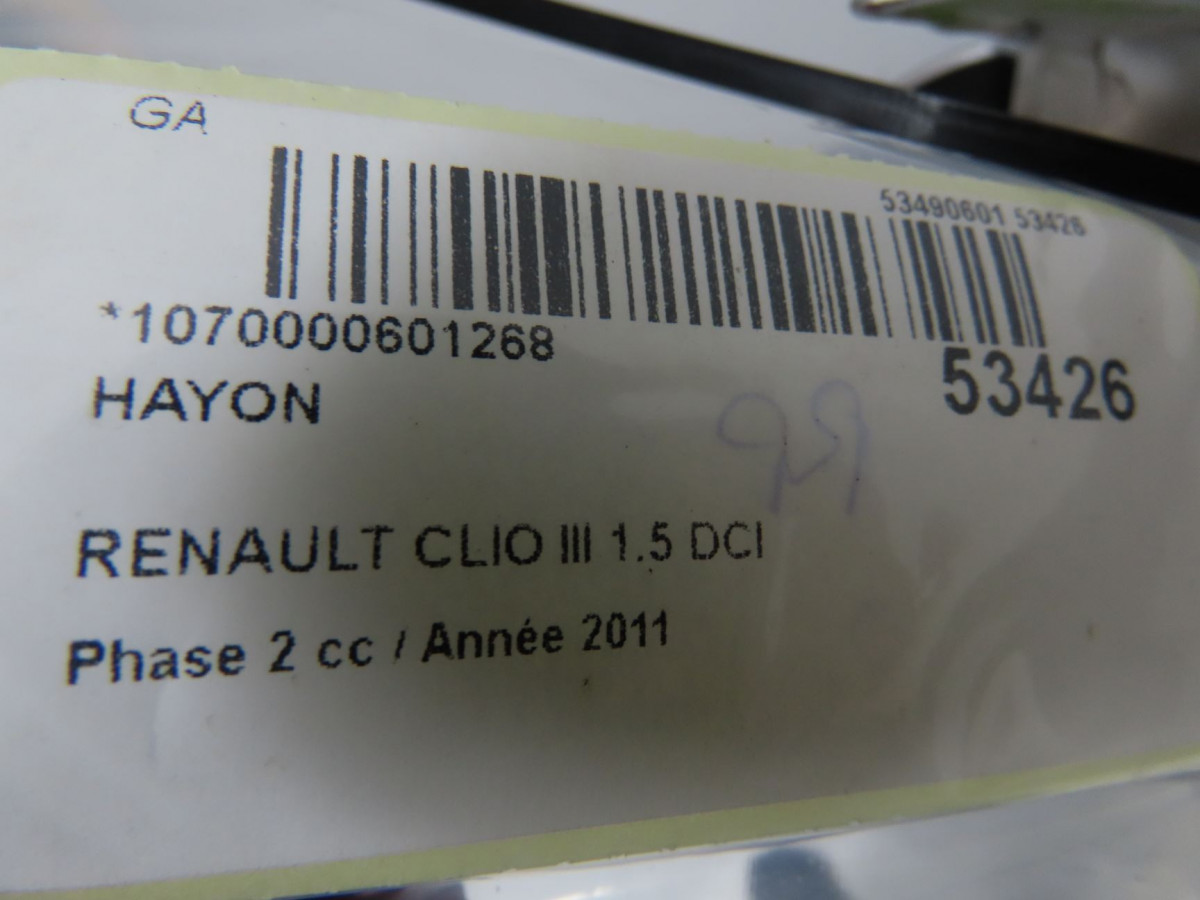 GA
53490601 53426
*1070000601268
53426
HAYON
RENAULT CLIO III 1.5 DCI
Phase 2 cc / Année 2011